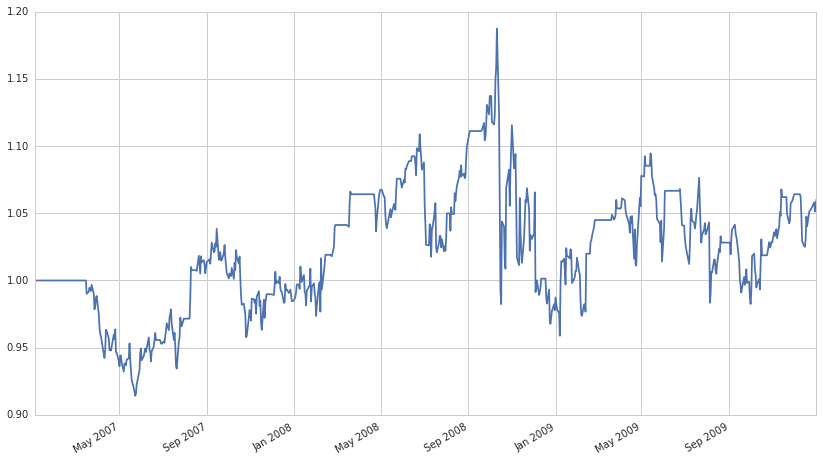 1.20
1.15
1.10
1.05
1.00
0.95
0.90
May 2007
Sep 2007
Jan 2008
May 2008
Sep 2008
Jan 2009
May 2009
Sep 2009